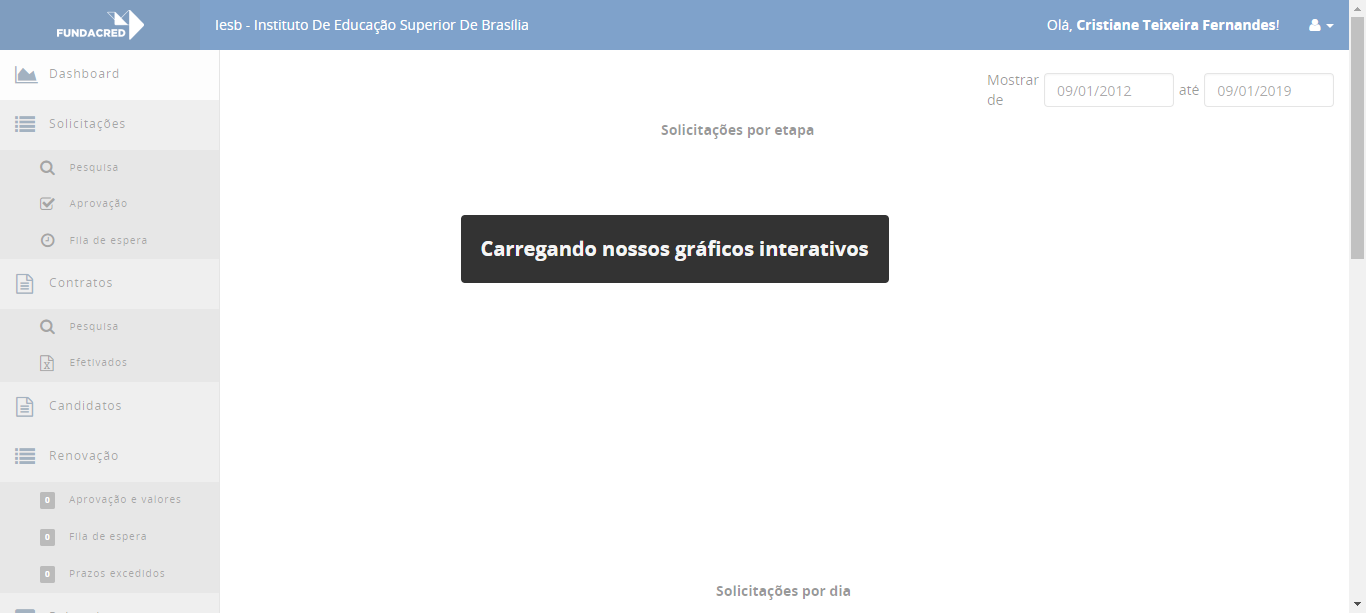 FUNDACRED
Iesb - Instituto De Educação Superior De Brasília
Olá, Cristiane Teixeira Fernandes!
Dashboard
Solicitações
Pesquisa
Aprovação
Fila de espera
Contratos
Pesquisa
Efetivados
Candidatos
Renovação
0 Aprovação e valores
0 Fila de espera
0 Prazos excedidos
Mostrar
de
09/01/2012 até 09/01/2019
Solicitações por etapa
Carregando nossos gráficos interativos
Solicitações por dia